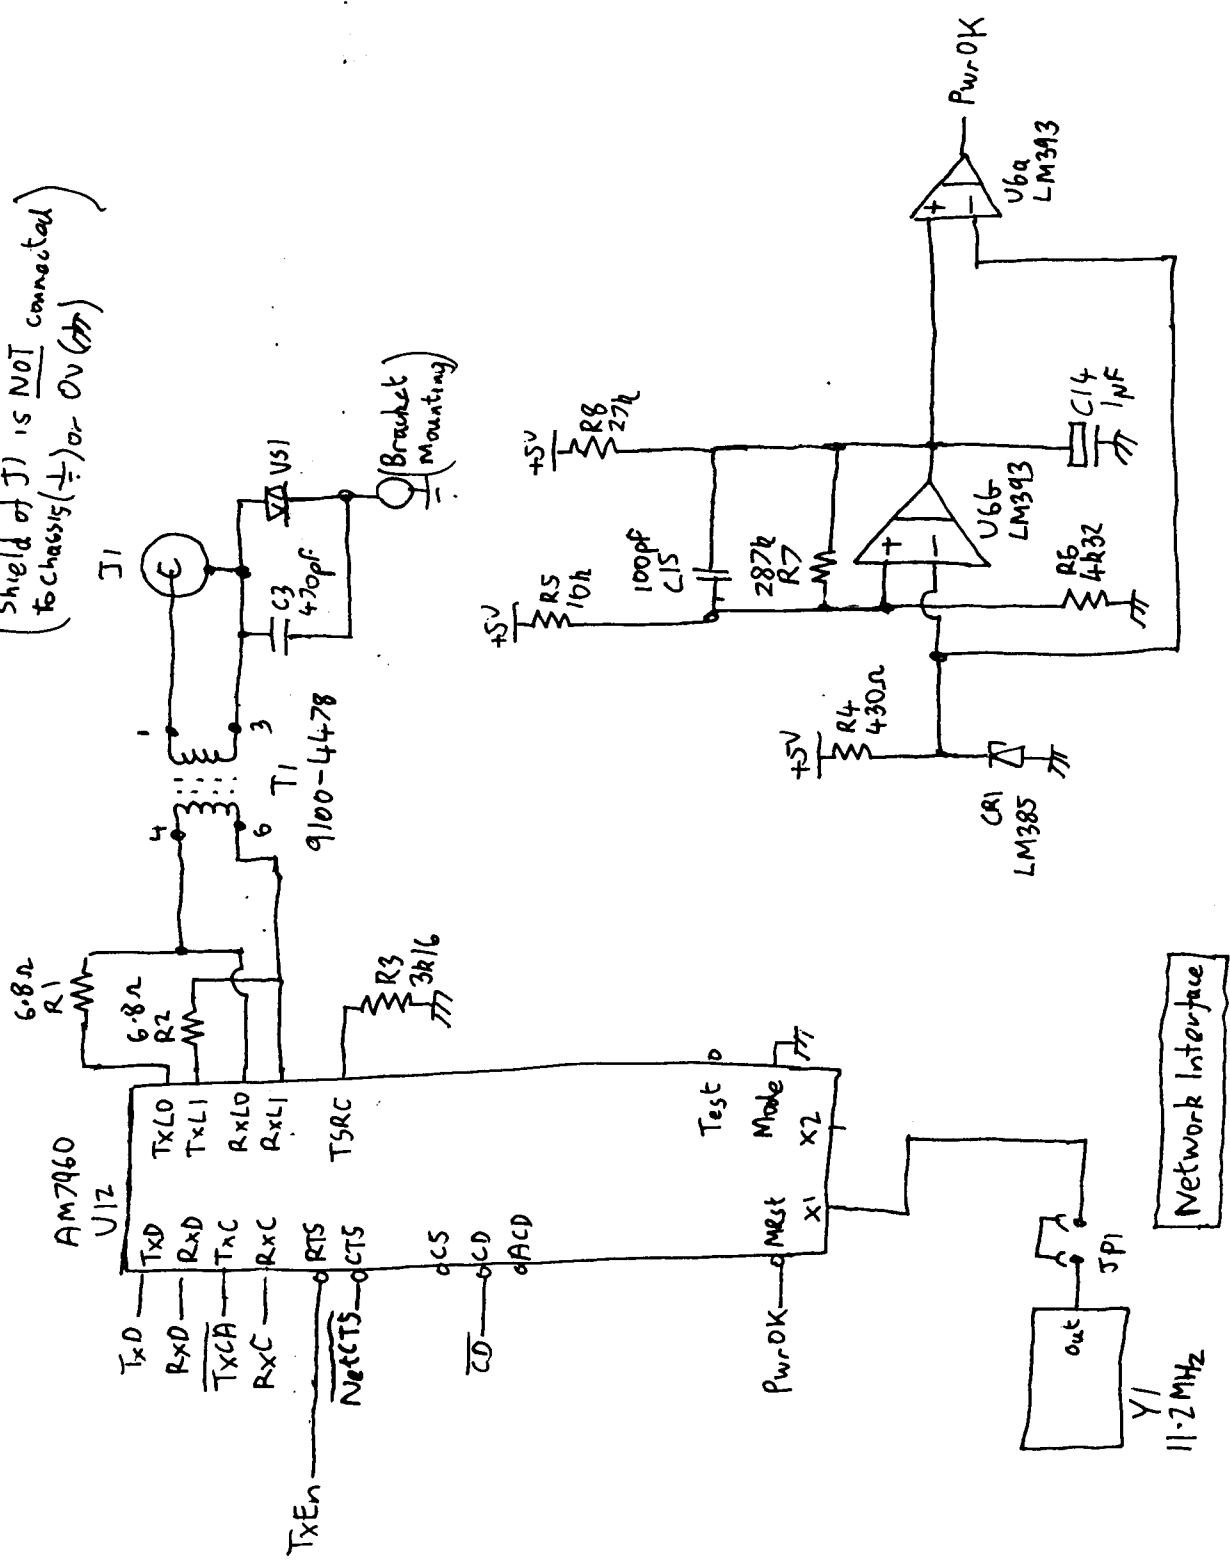 (Shield of J1 is NOT connected
to chassis (⏚) or 0V ( ))
AM7960
U12
TxD
RxD
TxCA
RxC
TxEn
NetCTS
CD
PwrOK
TxD
RxD
TxC
RxC
RTS
CTS
CS
CD
ACD
MRst
X1
X2
TxL0
TxL1
RxL0
RxL1
TSRC
Test
Mode
6.8Ω
R1
6.8Ω
R2
R3
3k16
4
6
1
3
T1
9100-4478
J1
C3
470pF
VS1
(Bracket
Mounting)
Y1
11.2MHz
Out
JP1
+5V
R4
430Ω
CR1
LM385
+5V
R5
10k
100pF
C15
287k
R7
+5V
R8
27k
+
−
U6b
LM393
R6
4k32
C14
1nF
+
−
U6a
LM393
PwrOK
Network Interface